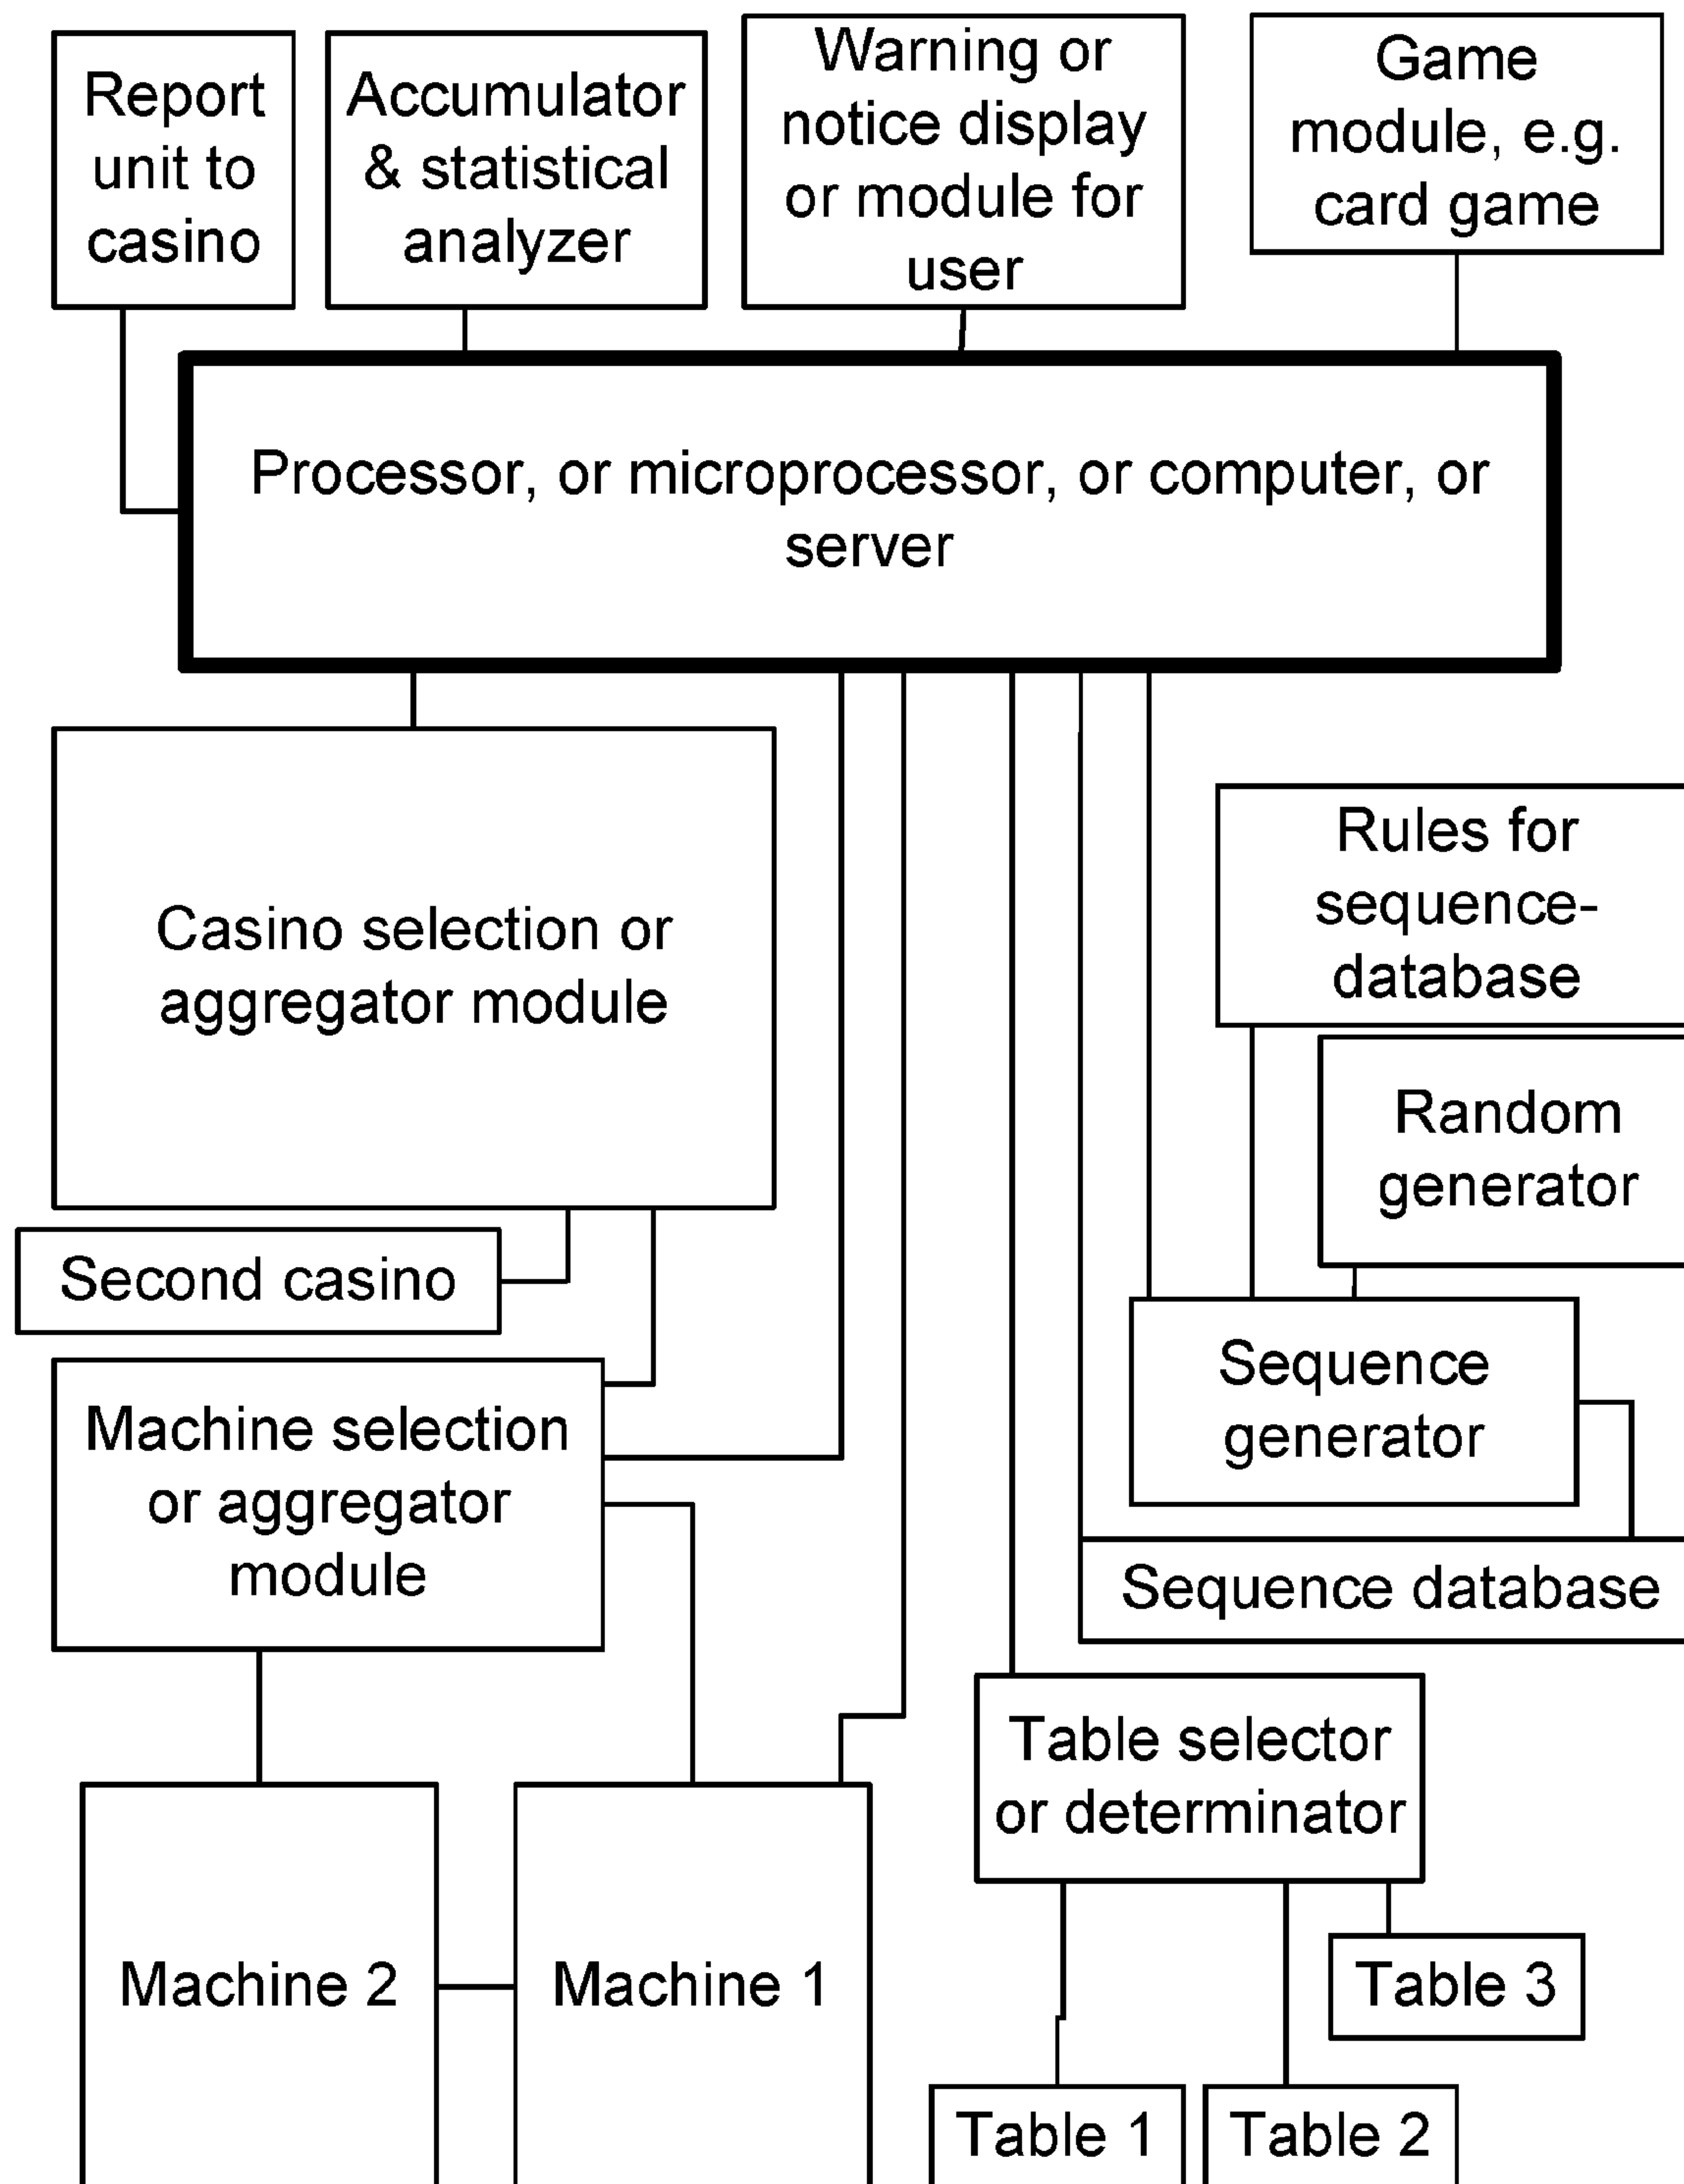 Report
unit to
casino
Accumulator
& statistical
analyzer
Warning or
notice display
or module for
user
Game
module, e.g.
card game
Processor, or microprocessor, or computer, or
server
Casino selection or
aggregator module
Rules for
sequence-
database
Random
generator
Second casino
Sequence
generator
Machine selection
or aggregator
module
Sequence database
Table selector
or determinator
Machine 2
Machine 1
Table 3
Table 1
Table 2